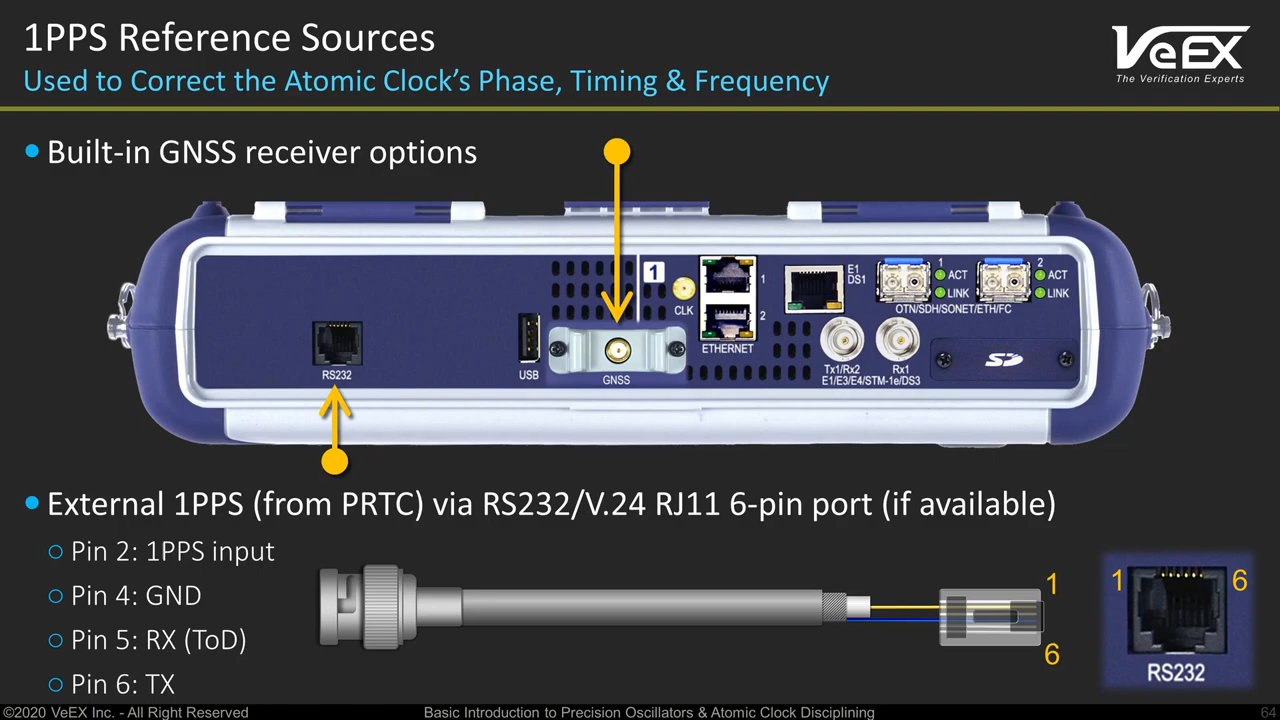 1PPS Reference Sources
Used to Correct the Atomic Clock's Phase, Timing & Frequency
VeEX
The Verification Experts
• Built-in GNSS receiver options
1
CLK
1
2
ETHERNET
E1
DS1
1
ACT
LINK
2
ACT
LINK
OTN/SDH/SONET/ETH/FC
RS232
USB
GNSS
Tx1/Rx2
Rx1
E1/E3/E4/STM-1e/DS3
SD
• External 1PPS (from PRTC) via RS232/V.24 RJ11 6-pin port (if available)
○ Pin 2: 1PPS input
○ Pin 4: GND
○ Pin 5: RX (ToD)
○ Pin 6: TX
1
6
1
6
RS232
©2020 VeEX Inc. - All Right Reserved
Basic Introduction to Precision Oscillators & Atomic Clock Disciplining
64